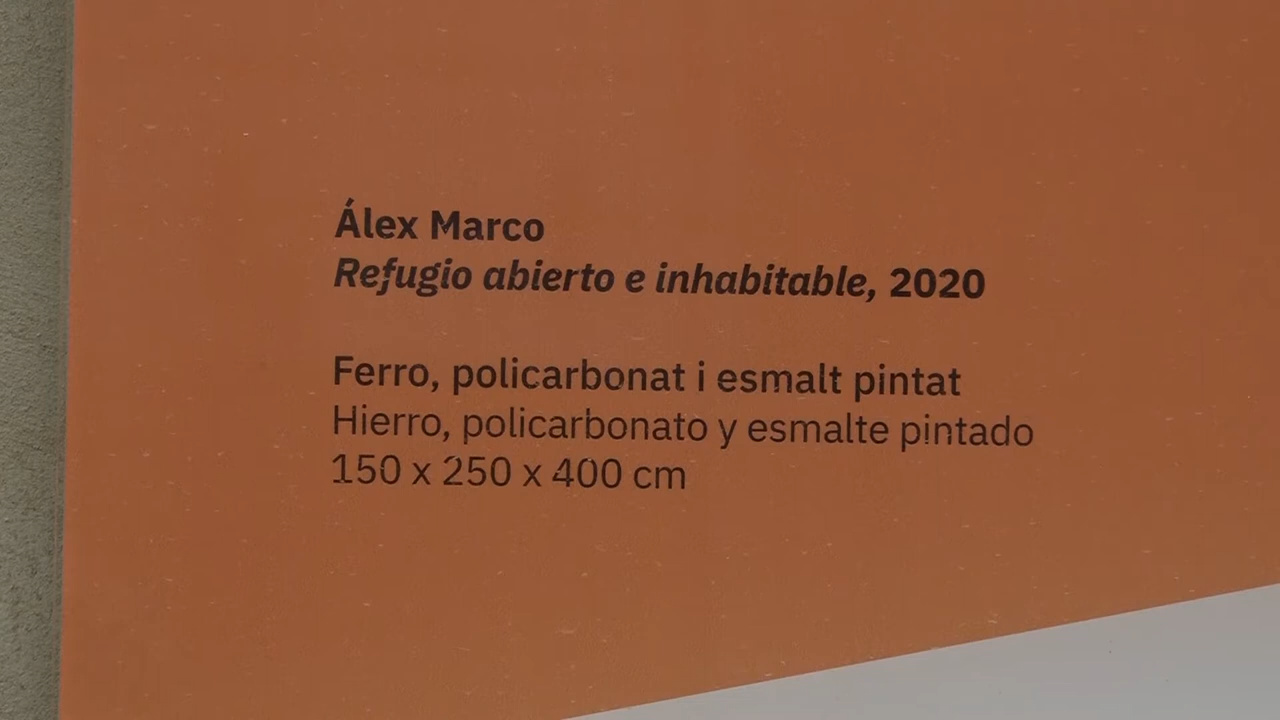 Álex Marco
Refugio abierto e inhabitable, 2020
Ferro, policarbonat i esmalt pintat
Hierro, policarbonato y esmalte pintado
150 x 250 x 400 cm